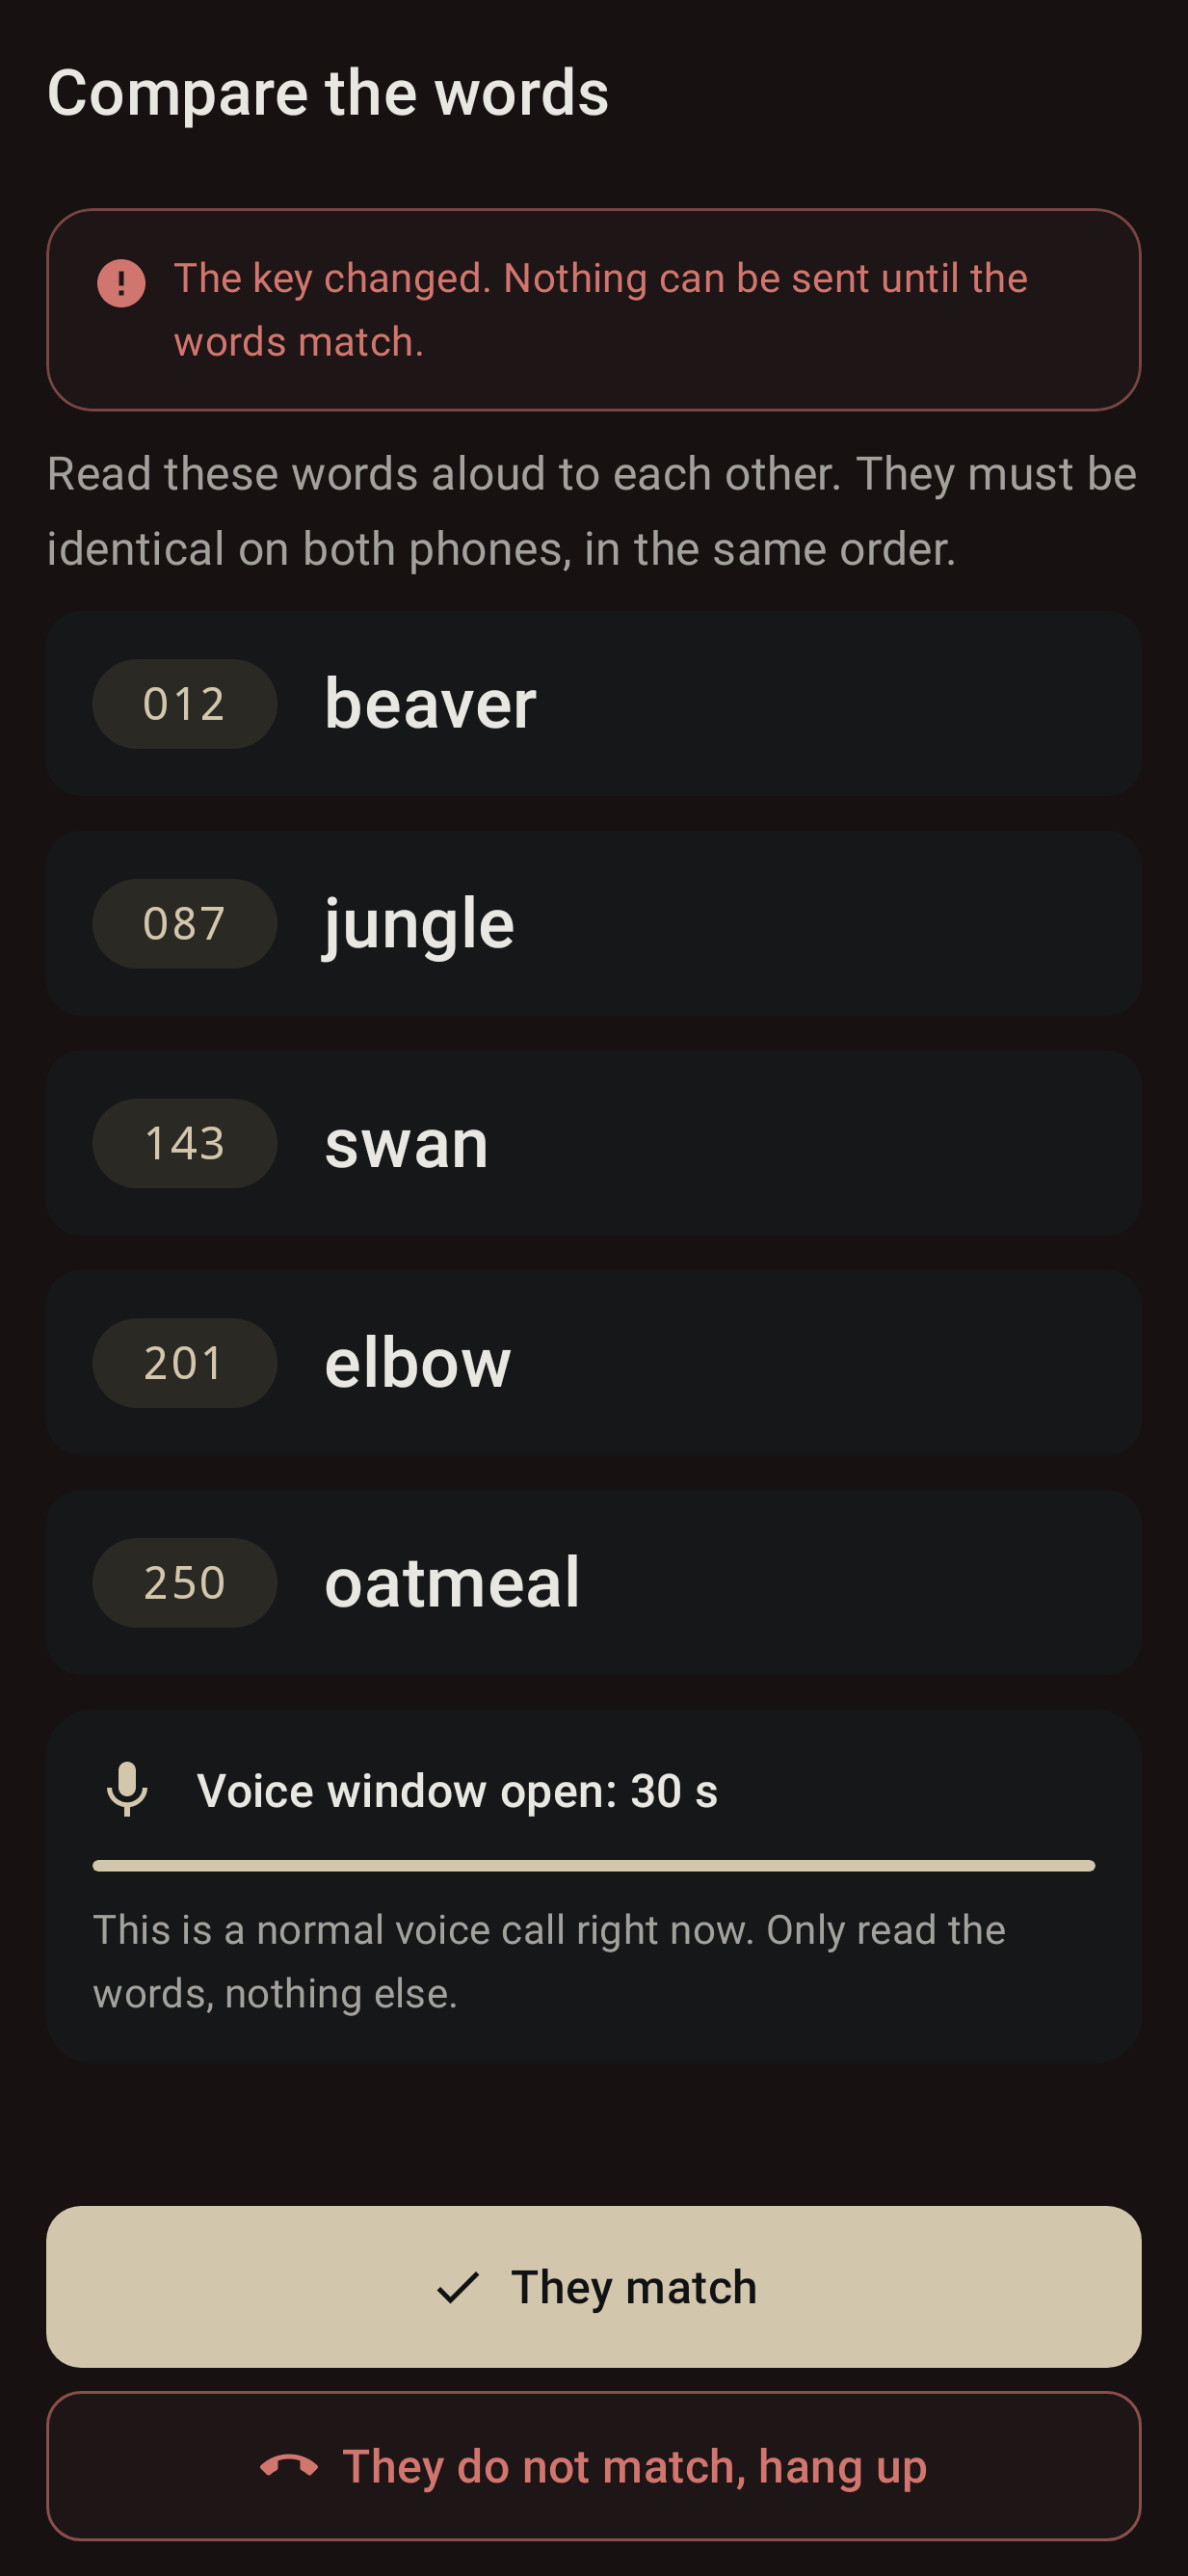 Compare the words
The key changed. Nothing can be sent until the
words match.
Read these words aloud to each other. They must be
identical on both phones, in the same order.
012 beaver
087 jungle
143 swan
201 elbow
250 oatmeal
Voice window open: 30 s
This is a normal voice call right now. Only read the
words, nothing else.
They match
They do not match, hang up